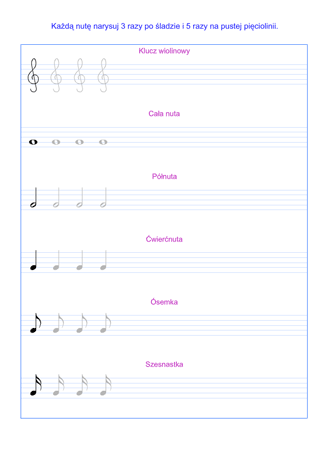 Każdą nutę narysuj 3 razy po śladzie i 5 razy na pustej pięciolinii.
Klucz wiolinowy
Cała nuta
Półnuta
Ćwierćnuta
Ósemka
Szesnastka